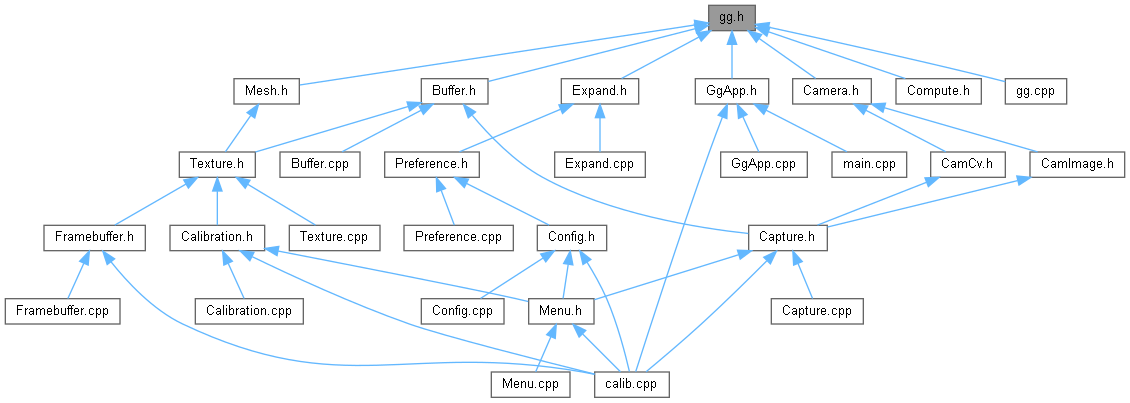 gg.h
Mesh.h
Buffer.h
Expand.h
GgApp.h
Camera.h
Compute.h
gg.cpp
Texture.h
Buffer.cpp
Preference.h
Expand.cpp
GgApp.cpp
main.cpp
CamCv.h
CamImage.h
Framebuffer.h
Calibration.h
Texture.cpp
Preference.cpp
Config.h
Capture.h
Framebuffer.cpp
Calibration.cpp
Config.cpp
Menu.h
Capture.cpp
Menu.cpp
calib.cpp